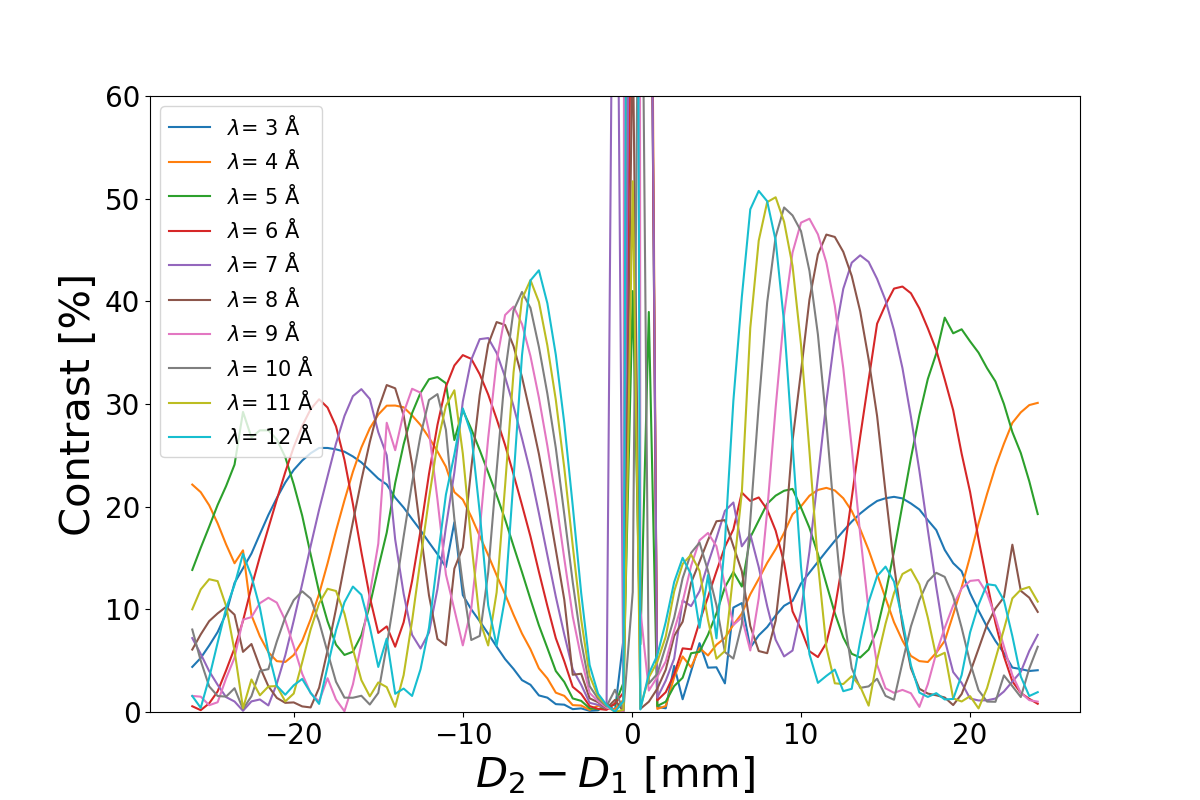 60
50
40
30
20
10
0
Contrast [%]
λ= 3 Å
λ= 4 Å
λ= 5 Å
λ= 6 Å
λ= 7 Å
λ= 8 Å
λ= 9 Å
λ= 10 Å
λ= 11 Å
λ= 12 Å
−20 −10 0 10 20
D₂ − D₁ [mm]